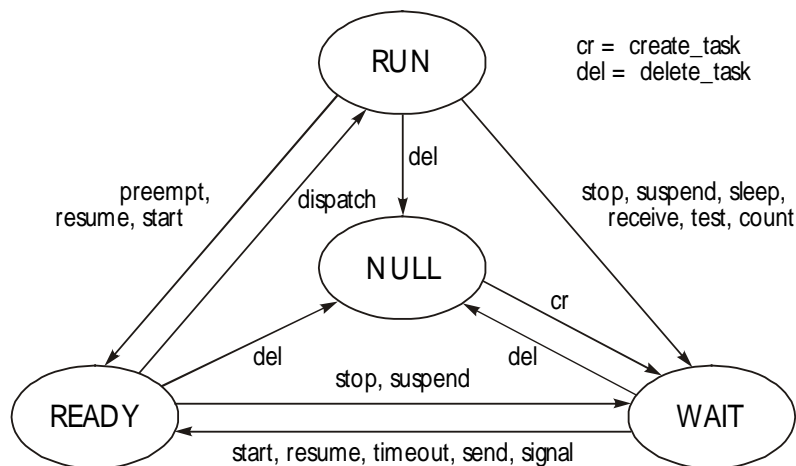 RUN
cr = create_task
del = delete_task
del
preempt,
resume, start
dispatch
stop, suspend, sleep,
receive, test, count
NULL
cr
del
del
stop, suspend
READY
WAIT
start, resume, timeout, send, signal